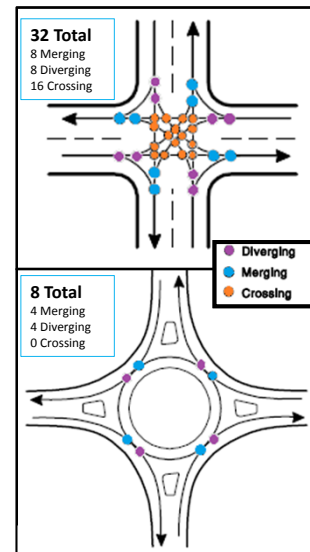 32 Total
8 Merging
8 Diverging
16 Crossing
Diverging
Merging
Crossing
8 Total
4 Merging
4 Diverging
0 Crossing